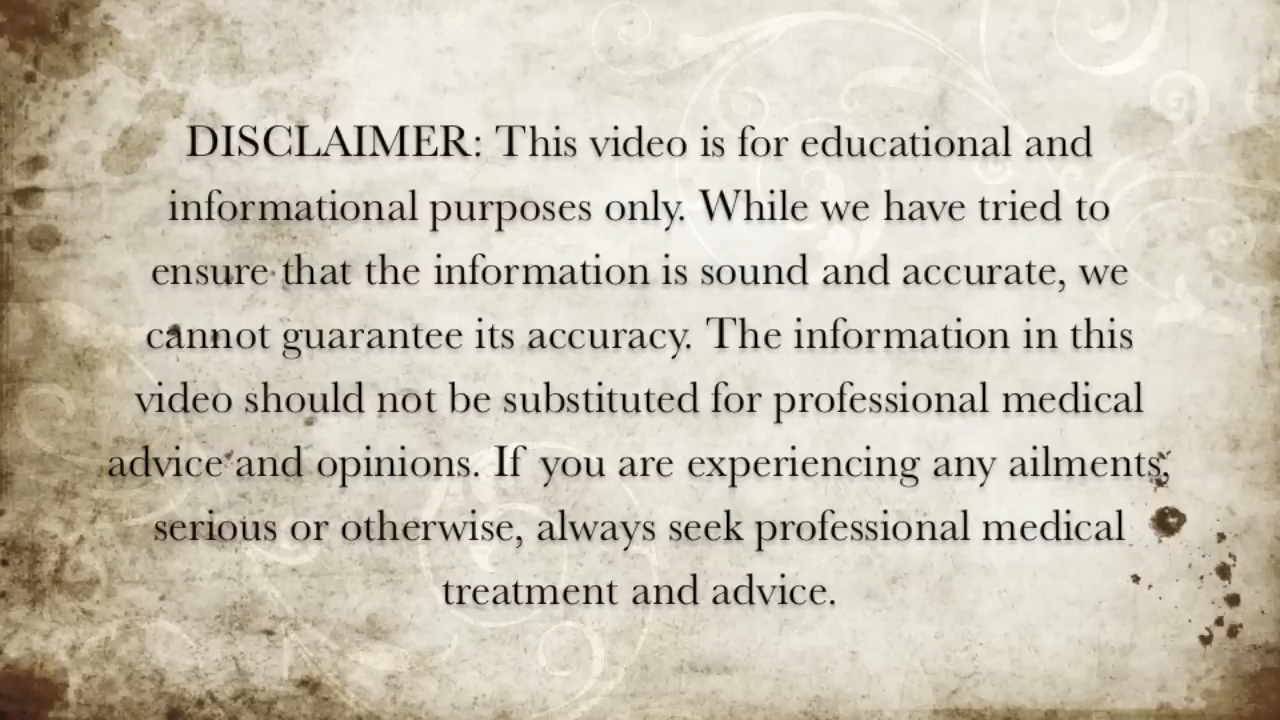 DISCLAIMER: This video is for educational and
informational purposes only. While we have tried to
ensure that the information is sound and accurate, we
cannot guarantee its accuracy. The information in this
video should not be substituted for professional medical
advice and opinions. If you are experiencing any ailments,
serious or otherwise, always seek professional medical
treatment and advice.